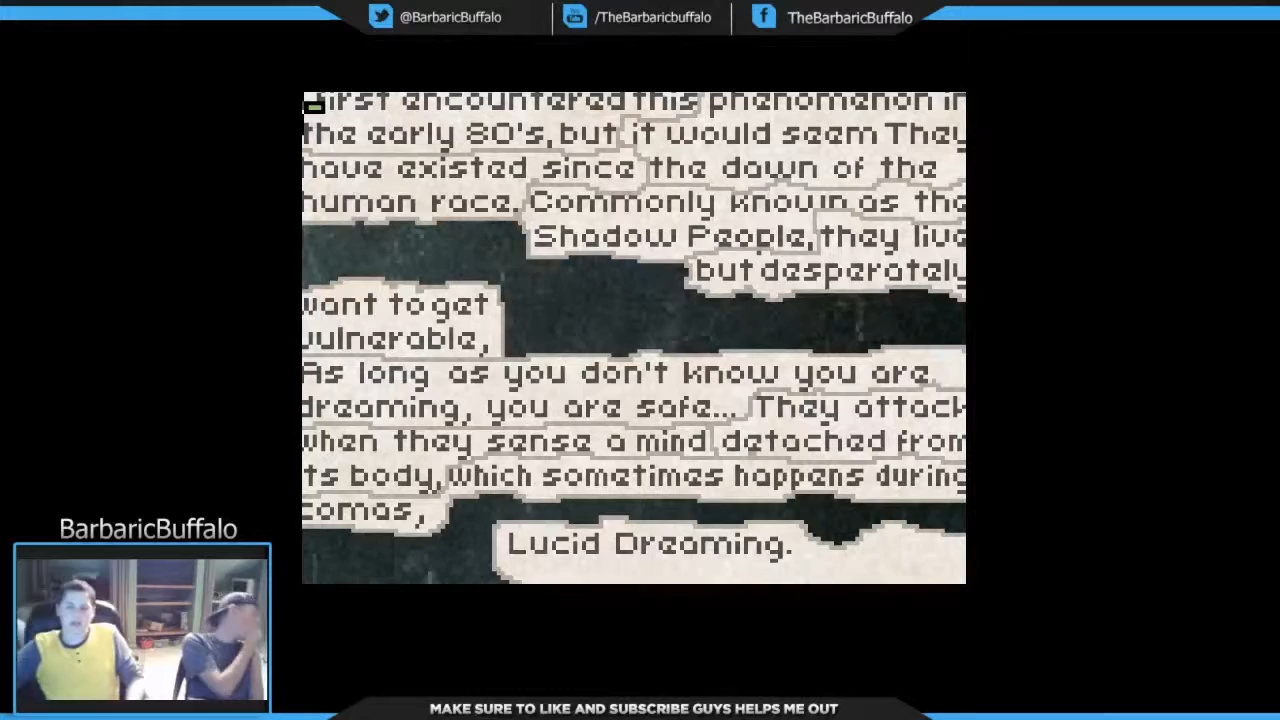 @BarbaricBuffalo
/TheBarbaricbuffalo
TheBarbaricBuffalo
first encountered this phenomenon in
the early 80's, but it would seem They
have existed since the dawn of the
human race. Commonly known as the
Shadow People, they live
but desperately
want to get
vulnerable,
As long as you don't know you are
dreaming, you are safe... They attack
when they sense a mind detached from
its body, which sometimes happens during
comas,
Lucid Dreaming.
BarbaricBuffalo
MAKE SURE TO LIKE AND SUBSCRIBE GUYS HELPS ME OUT